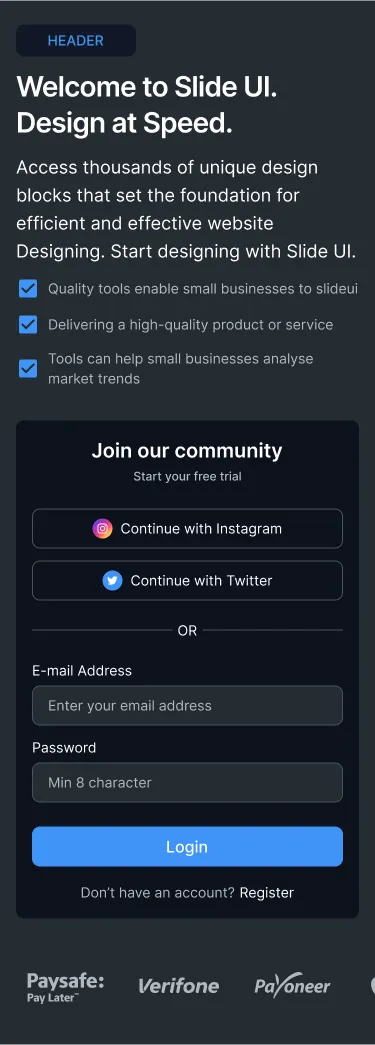 HEADER
Welcome to Slide UI.
Design at Speed.
Access thousands of unique design
blocks that set the foundation for
efficient and effective website
Designing. Start designing with Slide UI.
Quality tools enable small businesses to slideui
Delivering a high-quality product or service
Tools can help small businesses analyse
market trends
Join our community
Start your free trial
Continue with Instagram
Continue with Twitter
OR
E-mail Address
Enter your email address
Password
Min 8 character
Login
Don’t have an account? Register
Paysafe:
Pay Later™
Verifone
Payoneer